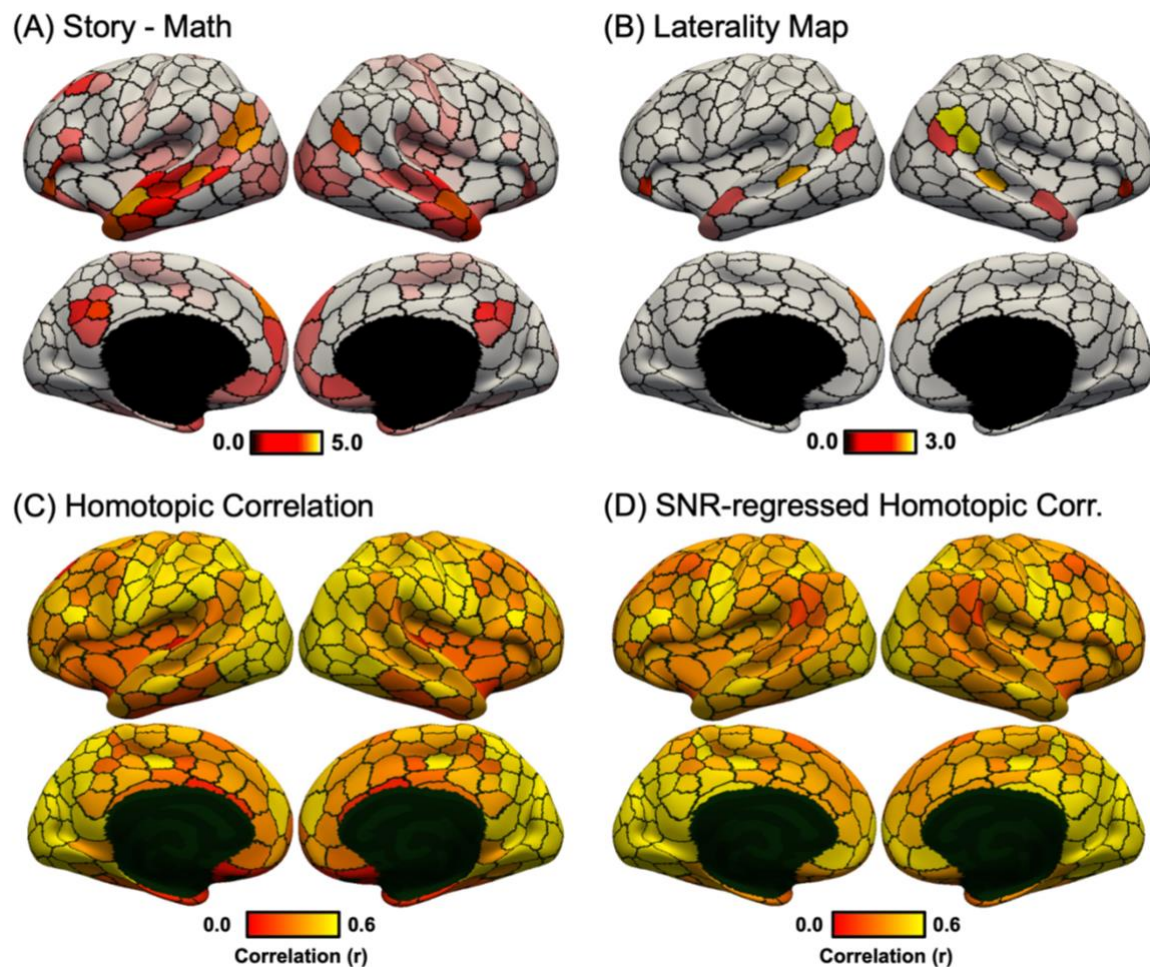 (A) Story - Math
(B) Laterality Map
0.0 5.0
0.0 3.0
(C) Homotopic Correlation
(D) SNR-regressed Homotopic Corr.
0.0 0.6
Correlation (r)
0.0 0.6
Correlation (r)